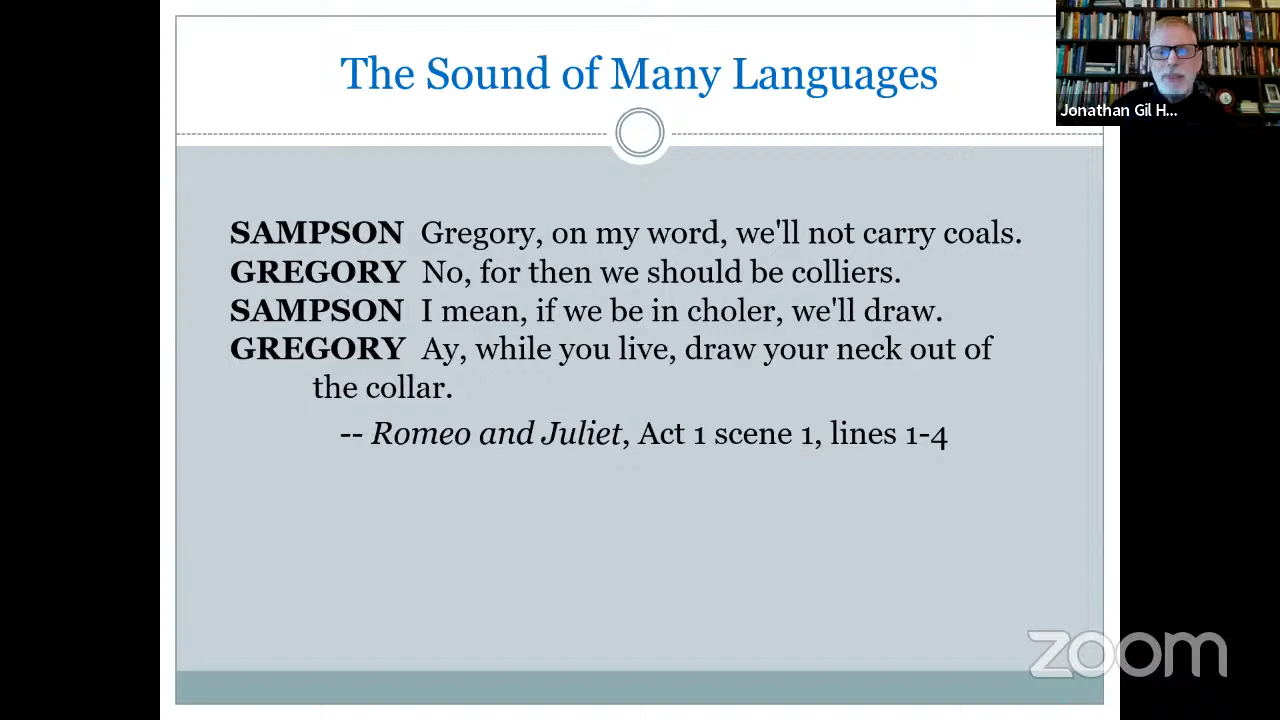 The Sound of Many Languages
Jonathan Gil H...
SAMPSON Gregory, on my word, we'll not carry coals.
GREGORY No, for then we should be colliers.
SAMPSON I mean, if we be in choler, we'll draw.
GREGORY Ay, while you live, draw your neck out of
the collar.
-- Romeo and Juliet, Act 1 scene 1, lines 1-4
zoom